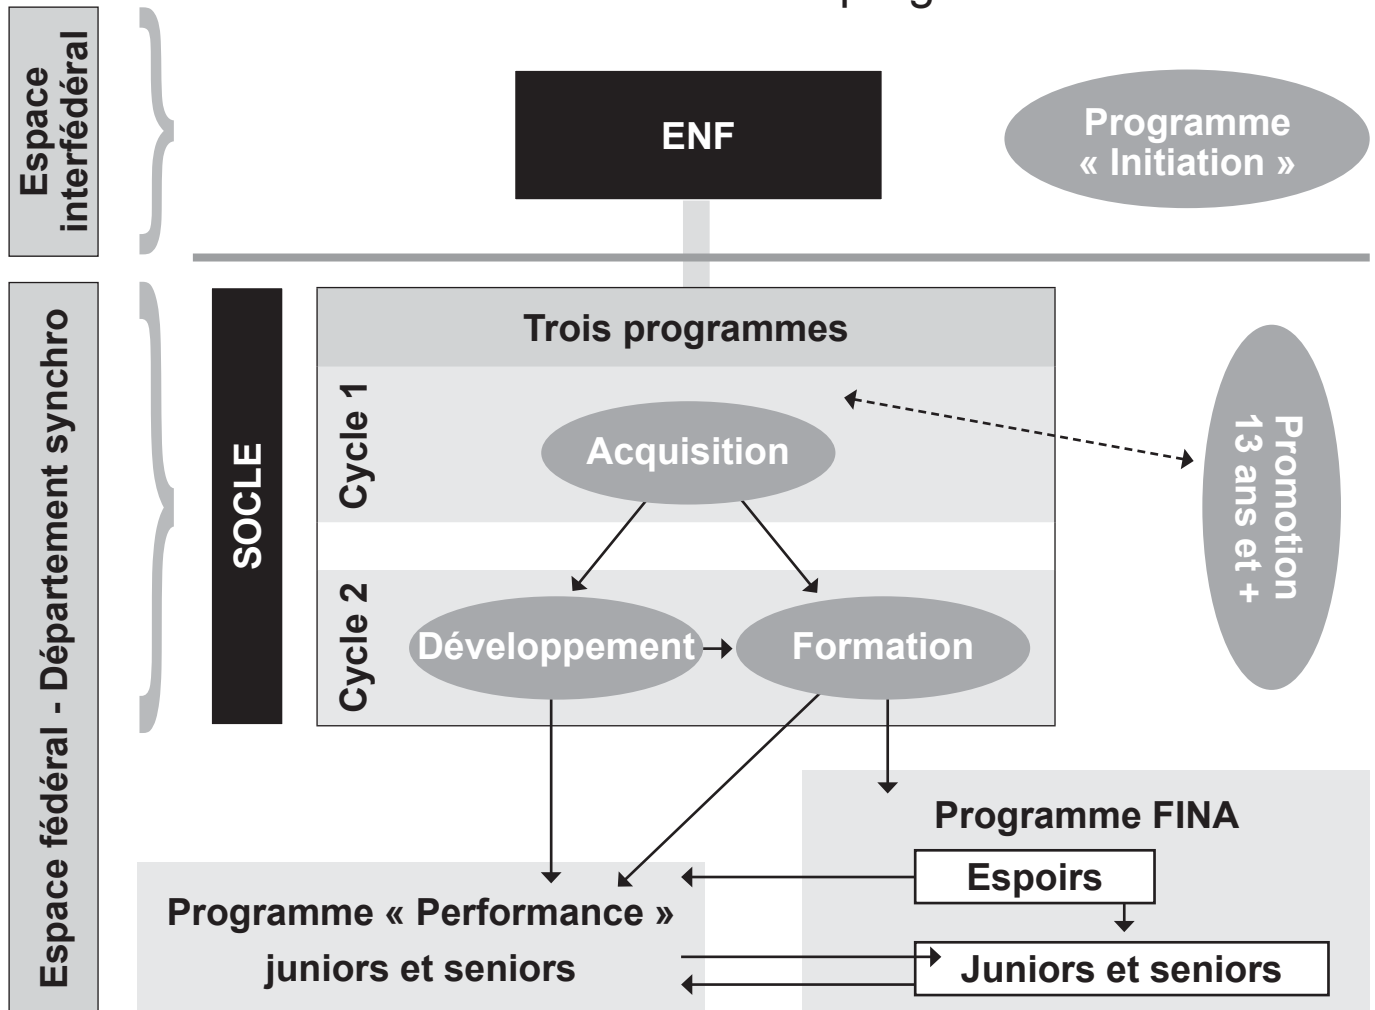 Espace
interfédéral
ENF
Programme
« Initiation »
Espace fédéral - Département synchro
SOCLE
Trois programmes
Cycle 1
Acquisition
Promotion
13 ans et +
Cycle 2
Développement
Formation
Programme FINA
Espoirs
Juniors et seniors
Programme « Performance »
juniors et seniors